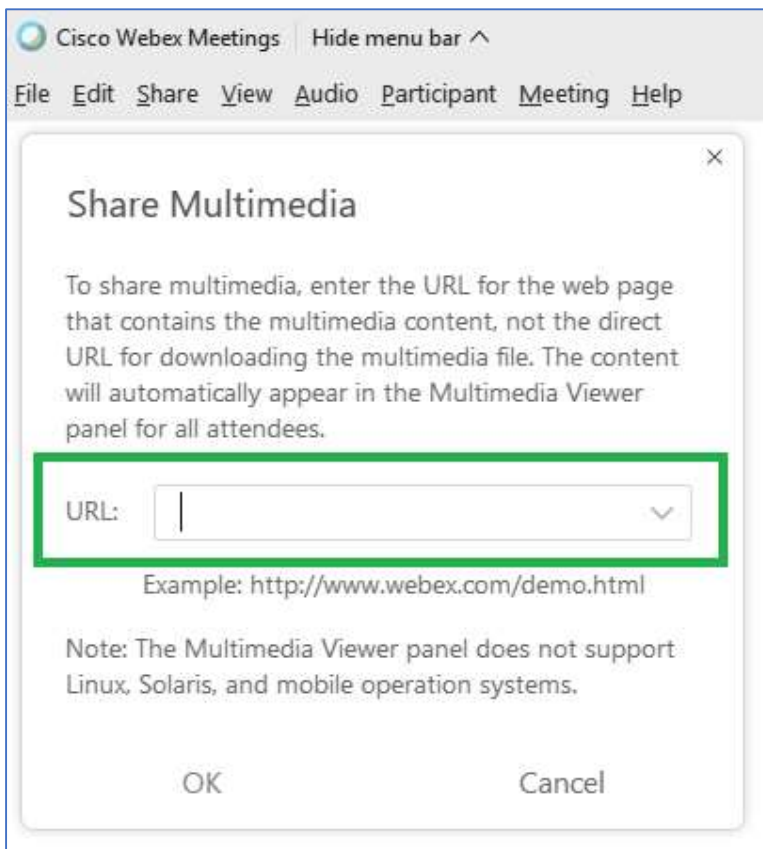 Cisco Webex Meetings Hide menu bar
File Edit Share View Audio Participant Meeting Help
Share Multimedia
To share multimedia, enter the URL for the web page
that contains the multimedia content, not the direct
URL for downloading the multimedia file. The content
will automatically appear in the Multimedia Viewer
panel for all attendees.
URL:
Example: http://www.webex.com/demo.html
Note: The Multimedia Viewer panel does not support
Linux, Solaris, and mobile operation systems.
OK Cancel